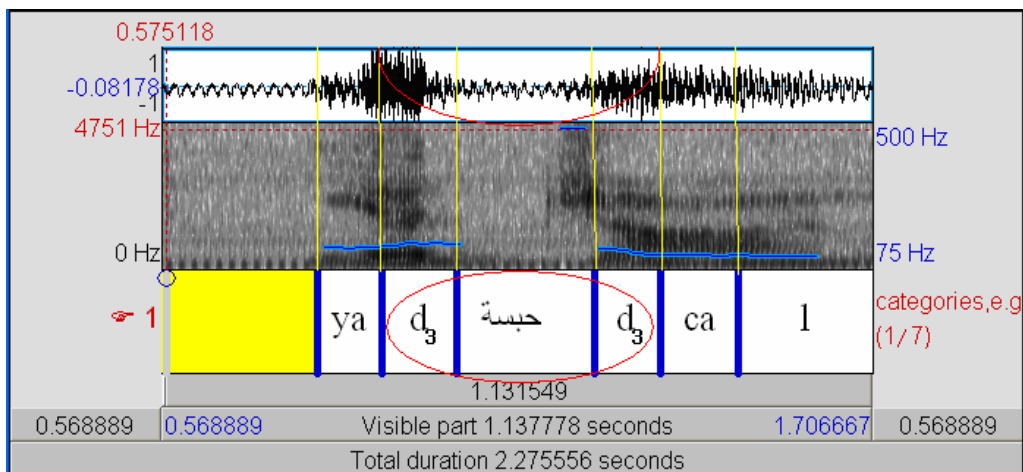 0.575118
1
-0.08178
-1
4751 Hz
500 Hz
0 Hz
75 Hz
1
ya d3 حبسة d3 ca l
categories,e.g
(1/7)
1.131549
0.568889 0.568889 Visible part 1.137778 seconds 1.706667 0.568889
Total duration 2.275556 seconds